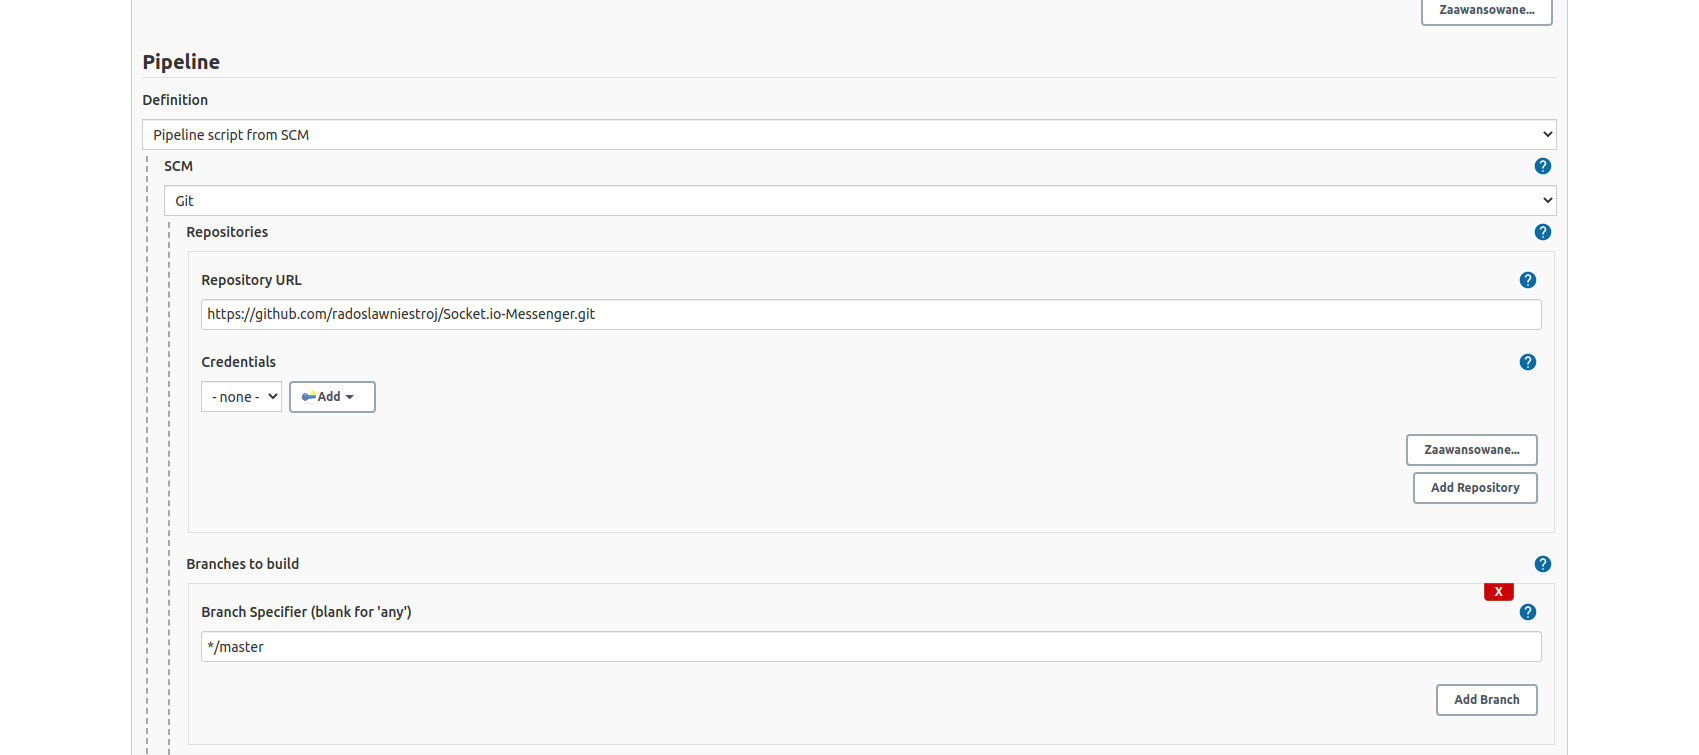 Zaawansowane...
Pipeline
Definition
Pipeline script from SCM
SCM
?
Git
Repositories
?
Repository URL
?
https://github.com/radoslawniestroj/Socket.io-Messenger.git
Credentials
?
- none -
Add
Zaawansowane...
Add Repository
Branches to build
?
X
Branch Specifier (blank for 'any')
?
*/master
Add Branch